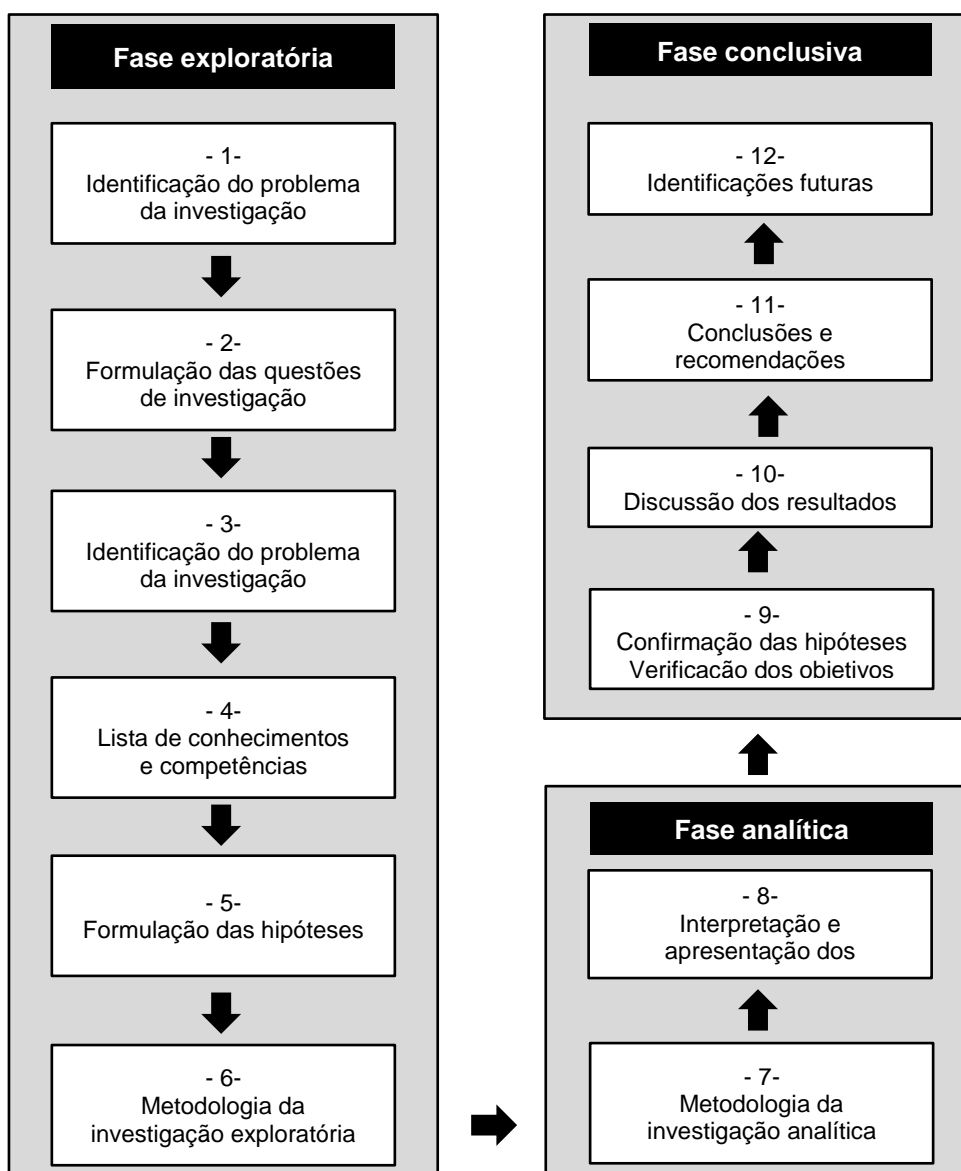 Fase exploratória
- 1-
Identificação do problema
da investigação
- 2-
Formulação das questões
de investigação
- 3-
Identificação do problema
da investigação
- 4-
Lista de conhecimentos
e competências
- 5-
Formulação das hipóteses
- 6-
Metodologia da
investigação exploratória
- 7-
Metodologia da
investigação analítica
Fase analítica
- 8-
Interpretação e
apresentação dos
Fase conclusiva
- 9-
Confirmação das hipóteses
Verificação dos objetivos
- 10-
Discussão dos resultados
- 11-
Conclusões e
recomendações
- 12-
Identificações futuras